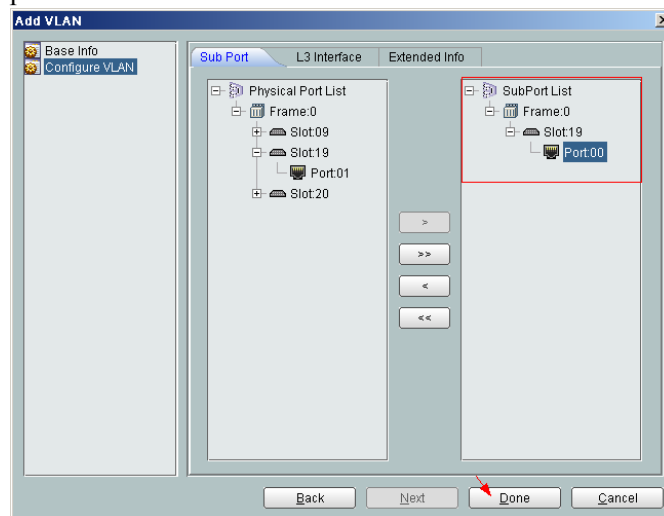 Add VLAN
Base Info
Configure VLAN
Sub Port L3 Interface Extended Info
Physical Port List
Frame:0
Slot:09
Slot:19
Port:01
Slot:20
>
>>
<
<<
SubPort List
Frame:0
Slot:19
Port:00
Back Next Done Cancel